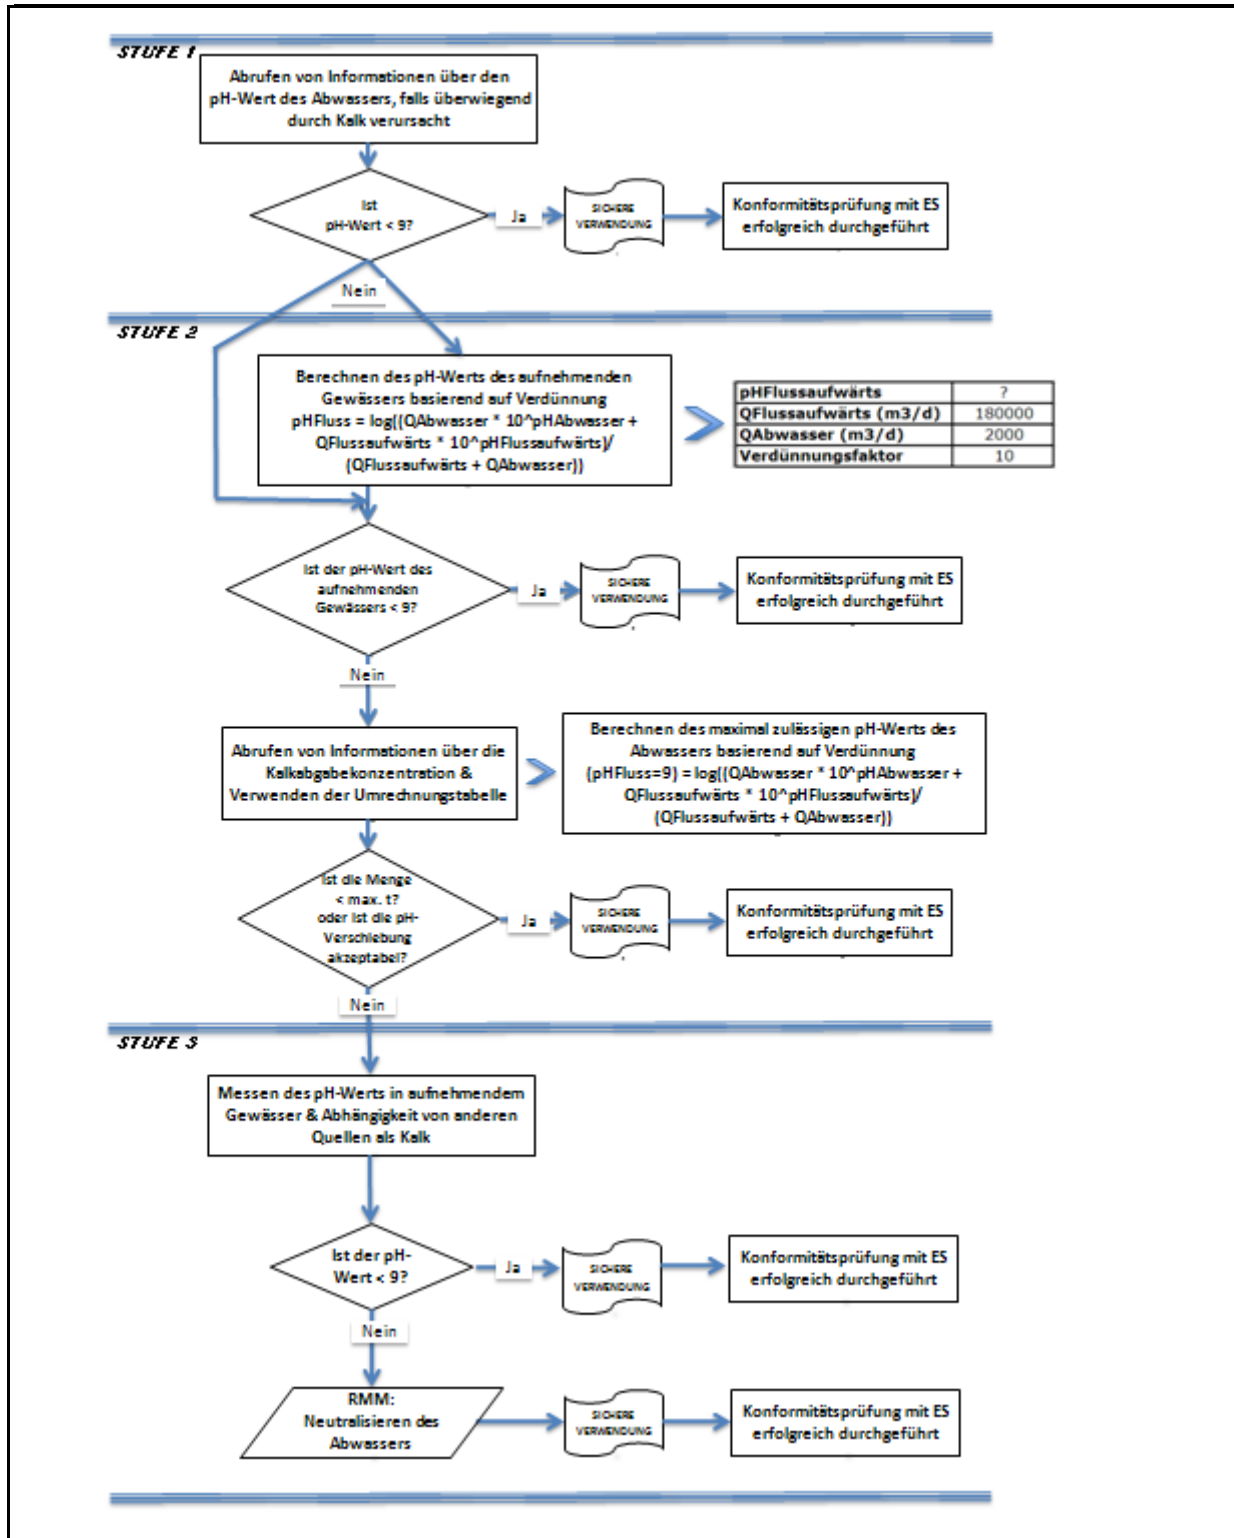 STUFE 1
Abrufen von Informationen über den
pH-Wert des Abwassers, falls überwiegend
durch Kalk verursacht
Ist
pH-Wert < 9?
Ja
SICHERE
VERWENDUNG
Konformitätsprüfung mit ES
erfolgreich durchgeführt
Nein
STUFE 2
Berechnen des pH-Werts des aufnehmenden
Gewässers basierend auf Verdünnung
pHFluss = log((QAbwasser * 10^pHAbwasser +
QFlussaufwärts * 10^pHFlussaufwärts)/
(QFlussaufwärts + QAbwasser))
pHFlussaufwärts ?
QFlussaufwärts (m3/d) 180000
QAbwasser (m3/d) 2000
Verdünnungsfaktor 10
Ist der pH-Wert des
aufnehmenden
Gewässers < 9?
Ja
SICHERE
VERWENDUNG
Konformitätsprüfung mit ES
erfolgreich durchgeführt
Nein
Abrufen von Informationen über die
Kalkabgabekonzentration &
Verwenden der Umrechnungstabelle
Berechnen des maximal zulässigen pH-Werts des
Abwassers basierend auf Verdünnung
(pHFluss=9) = log((QAbwasser * 10^pHAbwasser +
QFlussaufwärts * 10^pHFlussaufwärts)/
(QFlussaufwärts + QAbwasser))
Ist die Menge
< max. t?
oder ist die pH-
Verschiebung
akzeptabel?
Ja
SICHERE
VERWENDUNG
Konformitätsprüfung mit ES
erfolgreich durchgeführt
Nein
STUFE 3
Messen des pH-Werts in aufnehmendem
Gewässer & Abhängigkeit von anderen
Quellen als Kalk
Ist der pH-
Wert < 9?
Ja
SICHERE
VERWENDUNG
Konformitätsprüfung mit ES
erfolgreich durchgeführt
Nein
RMM:
Neutralisieren des
Abwassers
SICHERE
VERWENDUNG
Konformitätsprüfung mit ES
erfolgreich durchgeführt